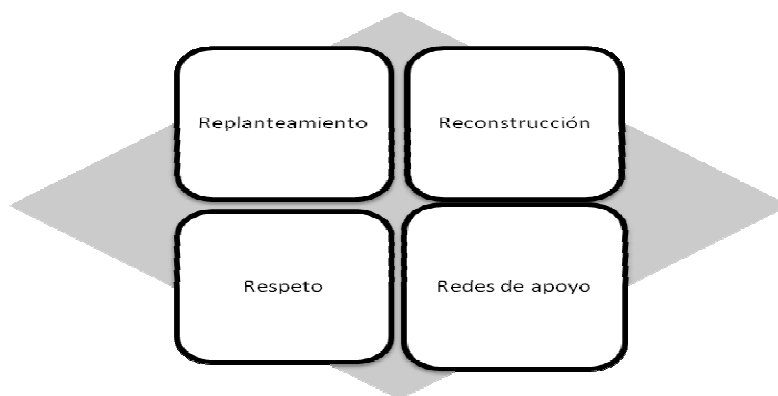 Replanteamiento
Reconstrucción
Respeto
Redes de apoyo